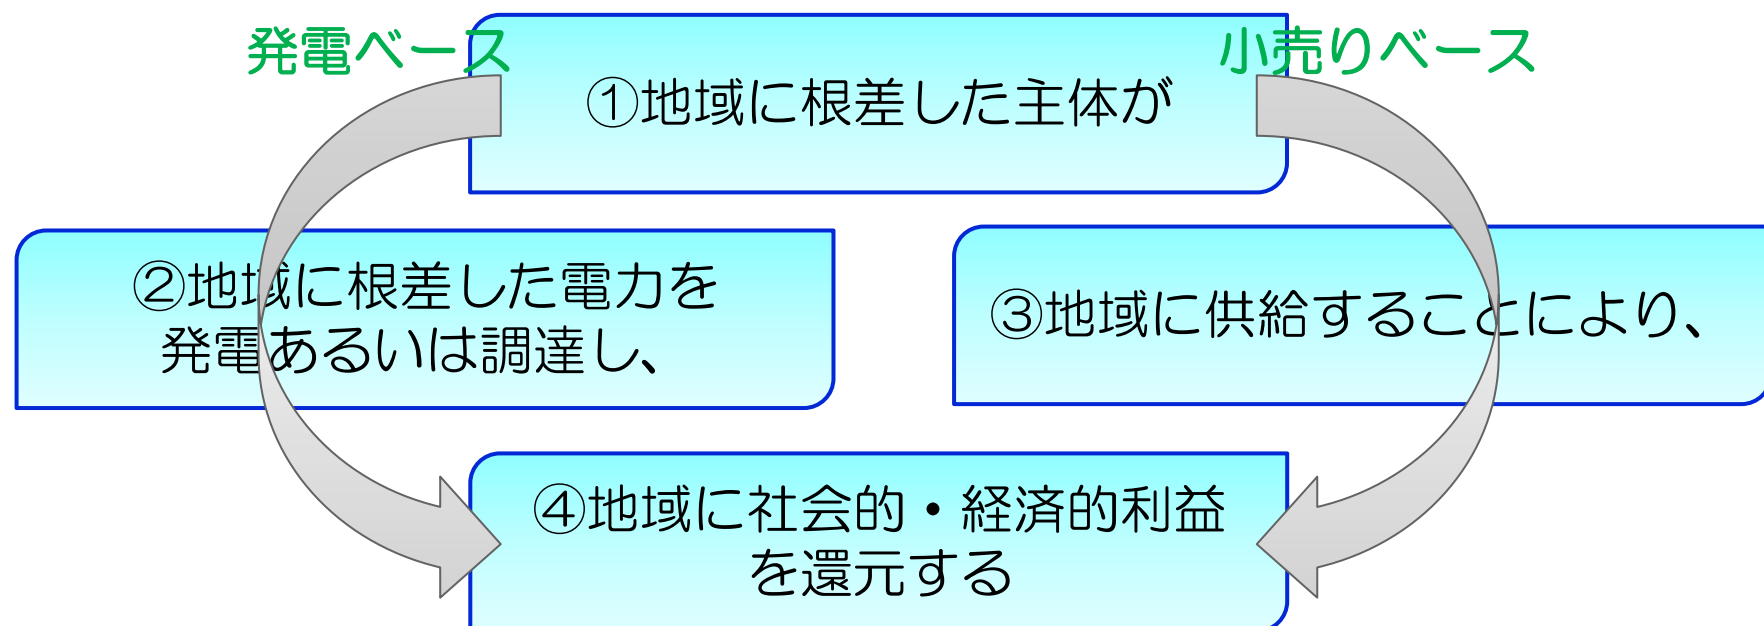 発電ベース
小売りベース
①地域に根差した主体が
②地域に根差した電力を
発電あるいは調達し、
③地域に供給することにより、
④地域に社会的・経済的利益
を還元する